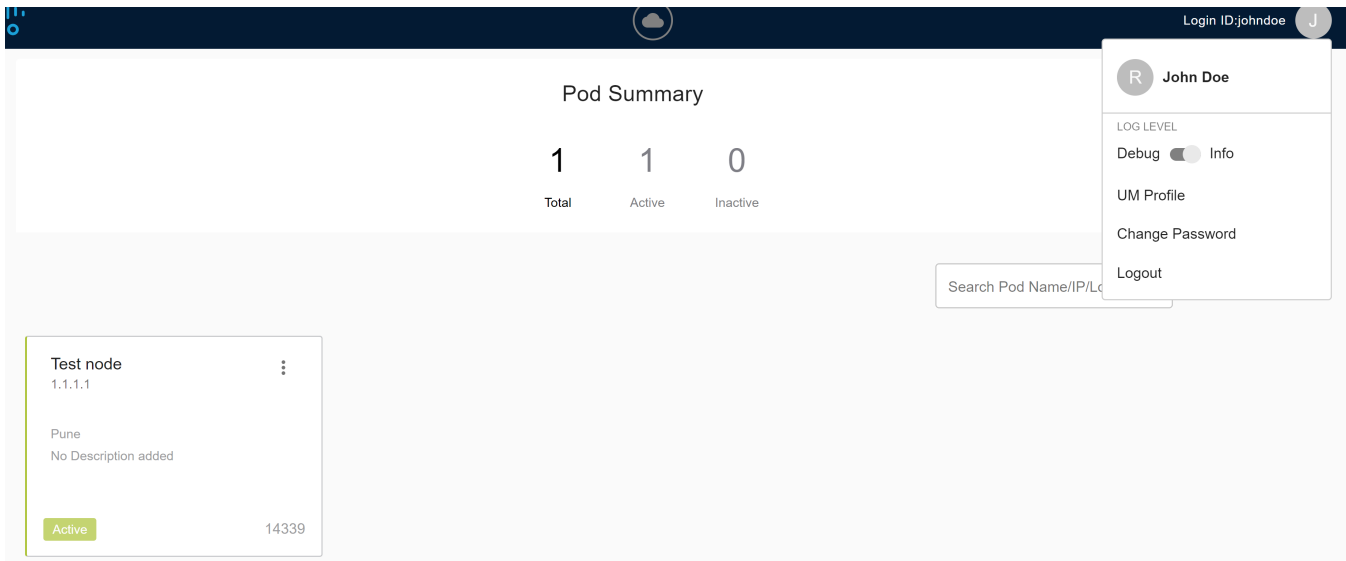 Login ID:johndoe
J
R
John Doe
LOG LEVEL
Debug Info
UM Profile
Change Password
Logout
Pod Summary
1 1 0
Total Active Inactive
Search Pod Name/IP/Lo
Test node
1.1.1.1
Pune
No Description added
Active 14339